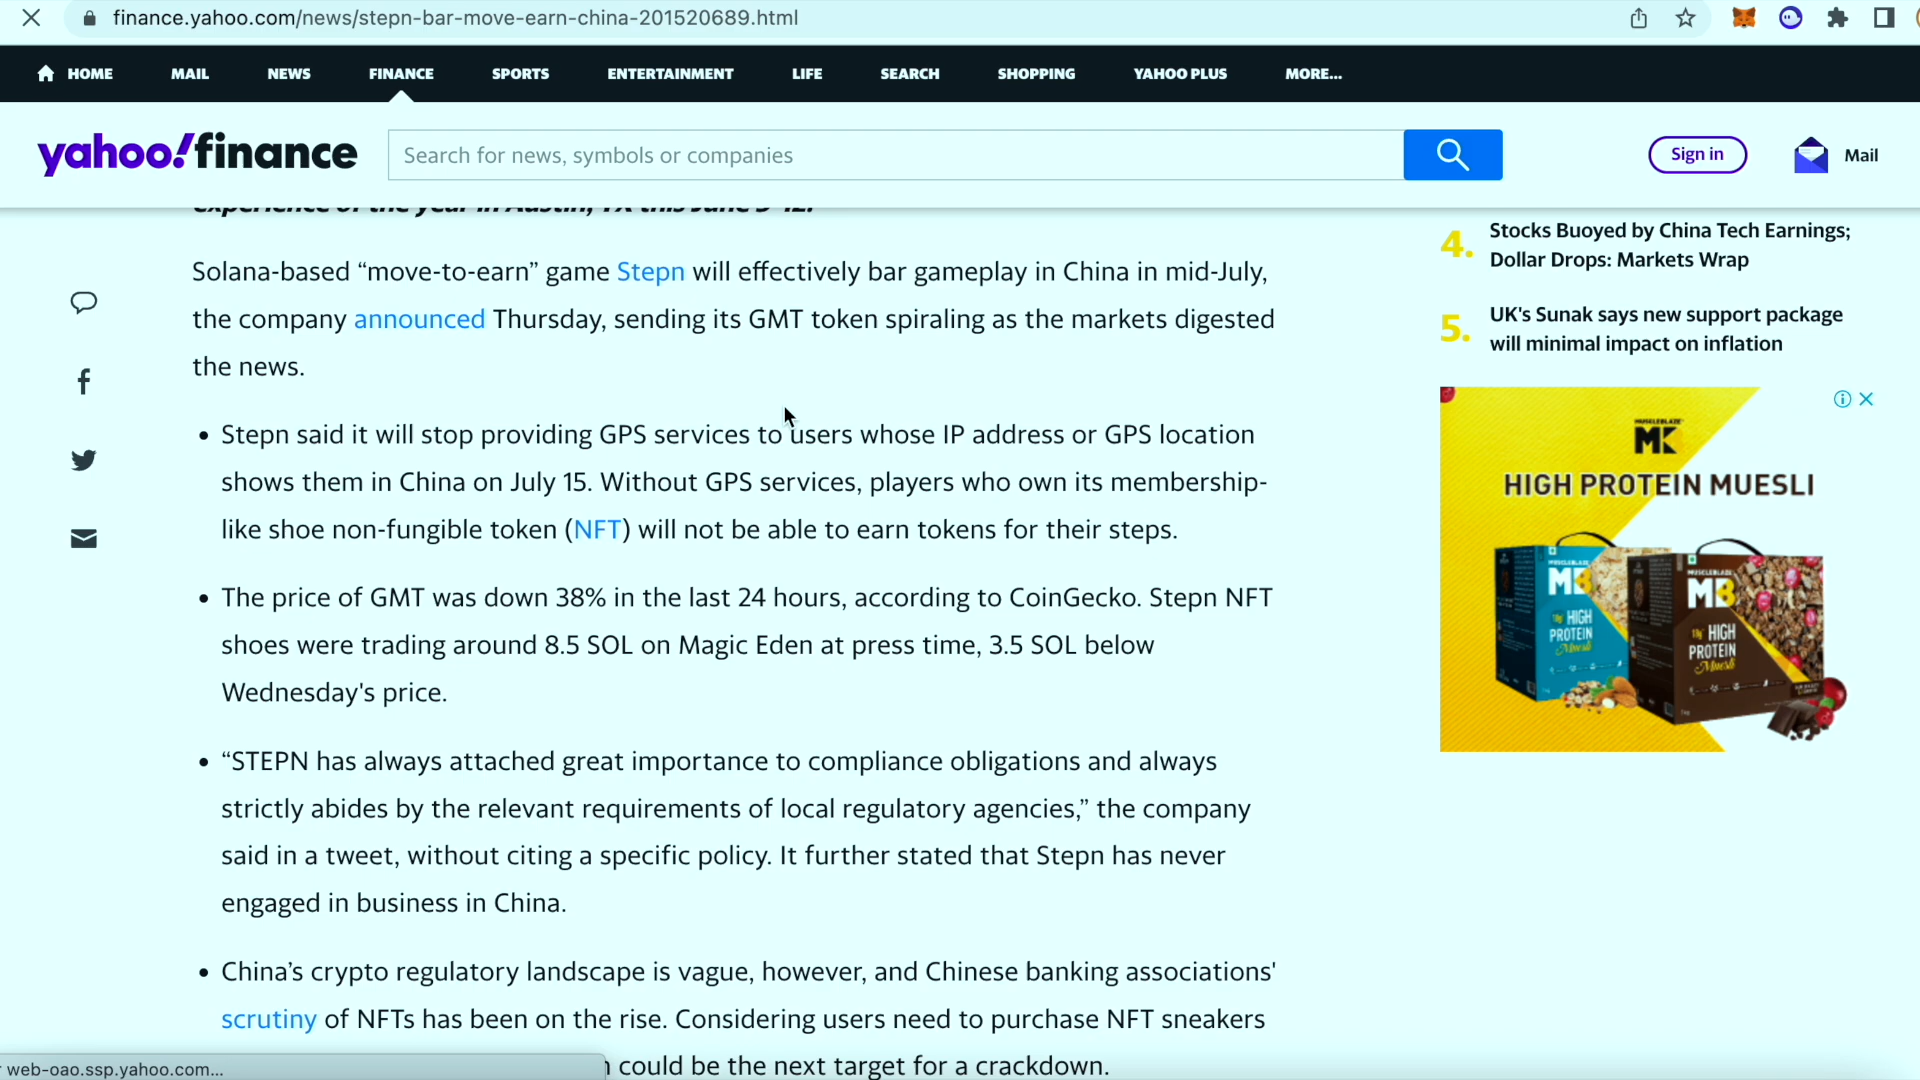 finance.yahoo.com/news/stepn-bar-move-earn-china-201520689.html
HOME MAIL NEWS FINANCE SPORTS ENTERTAINMENT LIFE SEARCH SHOPPING YAHOO PLUS MORE...
yahoo!finance
Search for news, symbols or companies
Sign in
Mail
experience of the year in Austin, TX this June 9-12.
Solana-based “move-to-earn” game Stepn will effectively bar gameplay in China in mid-July,
the company announced Thursday, sending its GMT token spiraling as the markets digested
the news.
• Stepn said it will stop providing GPS services to users whose IP address or GPS location
shows them in China on July 15. Without GPS services, players who own its membership-
like shoe non-fungible token (NFT) will not be able to earn tokens for their steps.
• The price of GMT was down 38% in the last 24 hours, according to CoinGecko. Stepn NFT
shoes were trading around 8.5 SOL on Magic Eden at press time, 3.5 SOL below
Wednesday's price.
• “STEPN has always attached great importance to compliance obligations and always
strictly abides by the relevant requirements of local regulatory agencies,” the company
said in a tweet, without citing a specific policy. It further stated that Stepn has never
engaged in business in China.
• China’s crypto regulatory landscape is vague, however, and Chinese banking associations'
scrutiny of NFTs has been on the rise. Considering users need to purchase NFT sneakers
could be the next target for a crackdown.
web-oao.ssp.yahoo.com...
4. Stocks Buoyed by China Tech Earnings;
Dollar Drops: Markets Wrap
5. UK's Sunak says new support package
will minimal impact on inflation
MUSCLEBLAZE
HIGH PROTEIN MUESLI
MUSCLEBLAZE
MB
HIGH
PROTEIN
Muesli
MUSCLEBLAZE
MB
HIGH
PROTEIN
Muesli